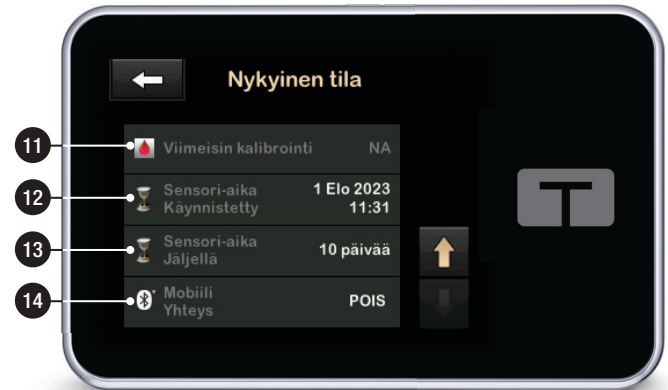 Nykyinen tila
11 Viimeisin kalibrointi NA
12 Sensori-aika 1 Elo 2023
Käynnistetty 11:31
13 Sensori-aika 10 päivää
Jäljellä
14 Mobiili POIS
Yhteys